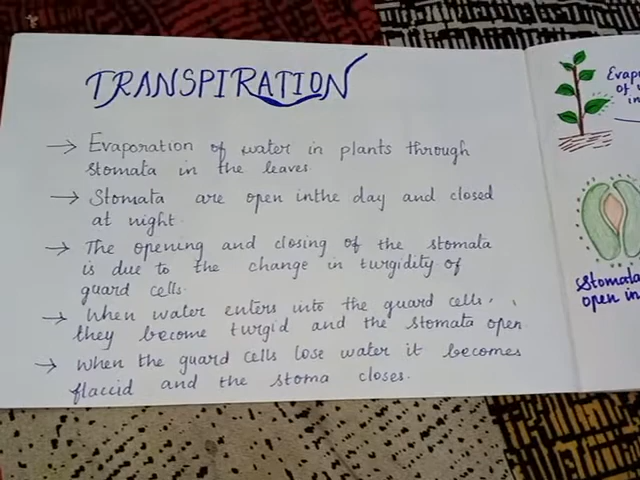 TRANSPIRATION
→ Evaporation of water in plants through
stomata in the leaves
→ Stomata are open inthe day and closed
at night.
→ The opening and closing of the stomata
is due to the change in turgidity of
guard cells.
→ When water enters into the guard cells,
they become turgid and the stomata open
→ When the guard cells lose water it becomes
flaccid and the stoma closes.
of
in
Stomata
open in